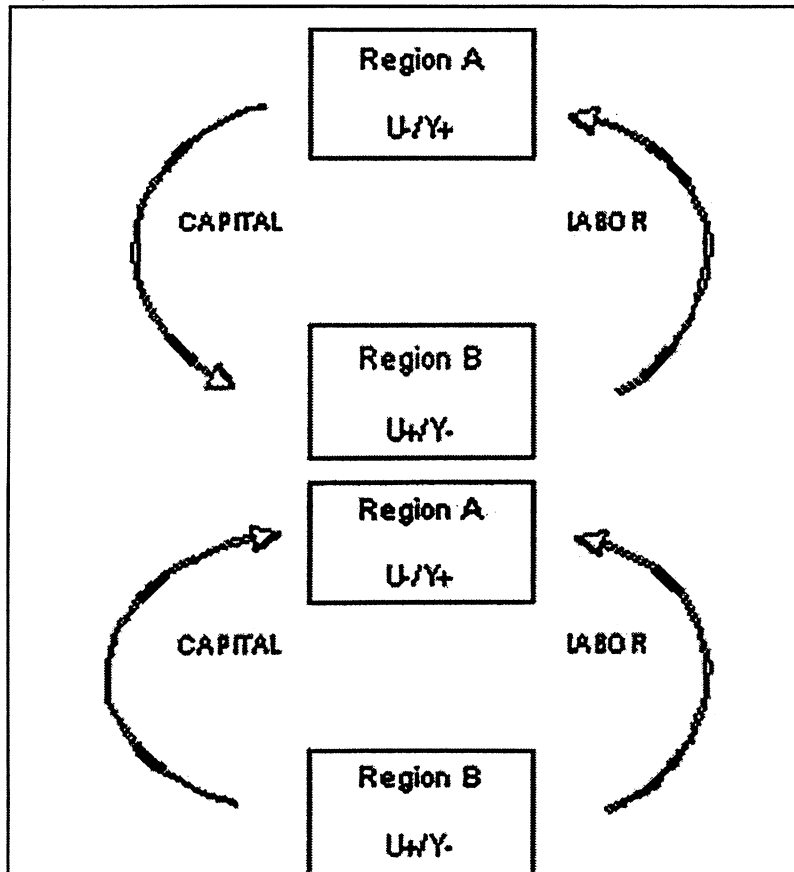 Region A
U-/Y+
CAPITAL LABOR
Region B
U+/Y-
Region A
U-/Y+
CAPITAL LABOR
Region B
U+/Y-